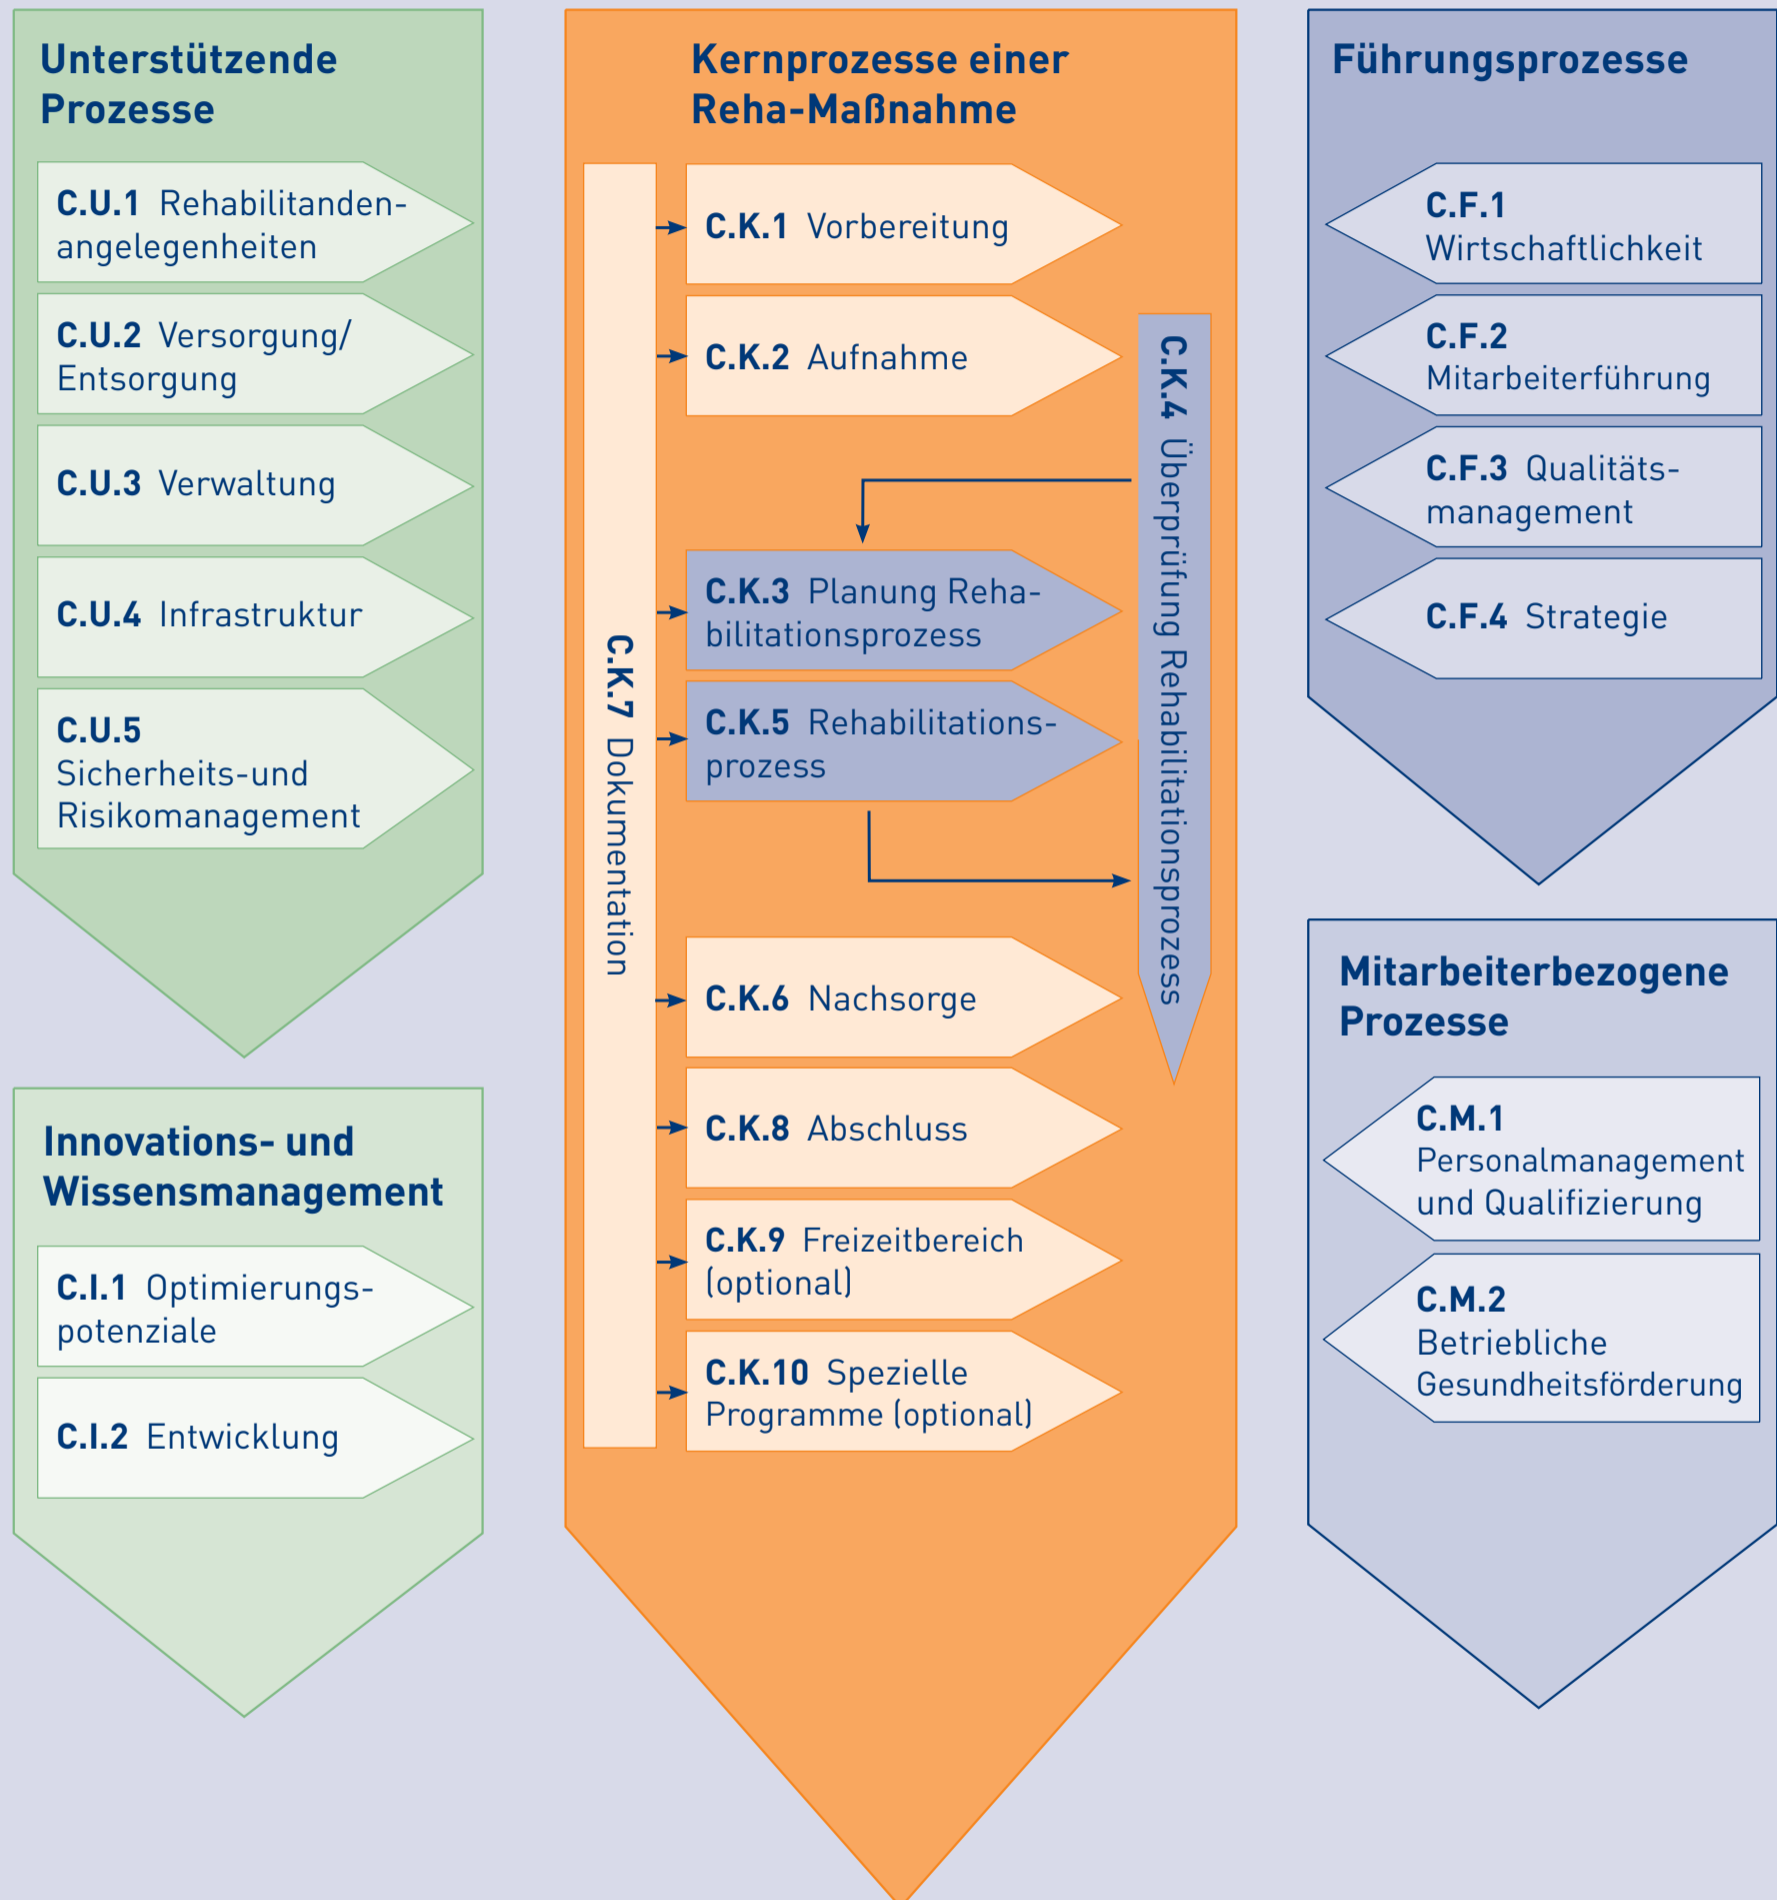 Unterstützende
Prozesse
C.U.1 Rehabilitanden-
angelegenheiten
C.U.2 Versorgung/
Entsorgung
C.U.3 Verwaltung
C.U.4 Infrastruktur
C.U.5
Sicherheits-und
Risikomanagement
Innovations- und
Wissensmanagement
C.I.1 Optimierungs-
potenziale
C.I.2 Entwicklung
Kernprozesse einer
Reha-Maßnahme
C.K.7 Dokumentation
C.K.1 Vorbereitung
C.K.2 Aufnahme
C.K.4 Überprüfung Rehabilitationsprozess
C.K.3 Planung Reha-
bilitationsprozess
C.K.5 Rehabilitations-
prozess
C.K.6 Nachsorge
C.K.8 Abschluss
C.K.9 Freizeitbereich
(optional)
C.K.10 Spezielle
Programme (optional)
Führungsprozesse
C.F.1
Wirtschaftlichkeit
C.F.2
Mitarbeiterführung
C.F.3 Qualitäts-
management
C.F.4 Strategie
Mitarbeiterbezogene
Prozesse
C.M.1
Personalmanagement
und Qualifizierung
C.M.2
Betriebliche
Gesundheitsförderung